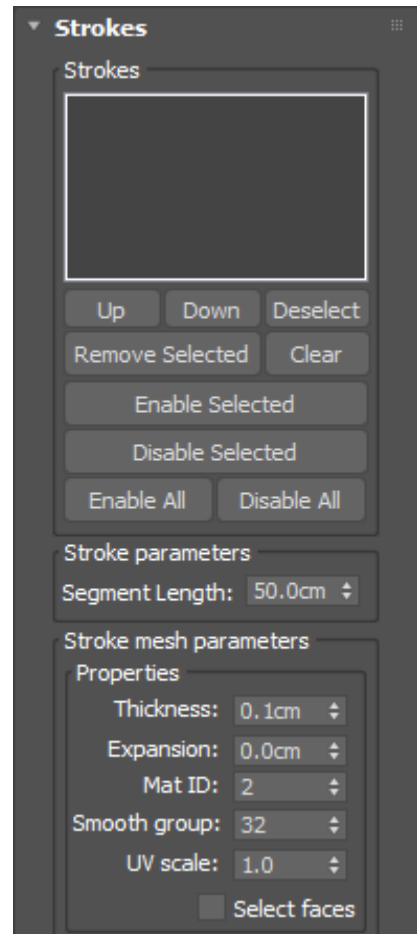 Strokes
Strokes
Up Down Deselect
Remove Selected Clear
Enable Selected
Disable Selected
Enable All Disable All
Stroke parameters
Segment Length: 50.0cm
Stroke mesh parameters
Properties
Thickness: 0.1cm
Expansion: 0.0cm
Mat ID: 2
Smooth group: 32
UV scale: 1.0
Select faces